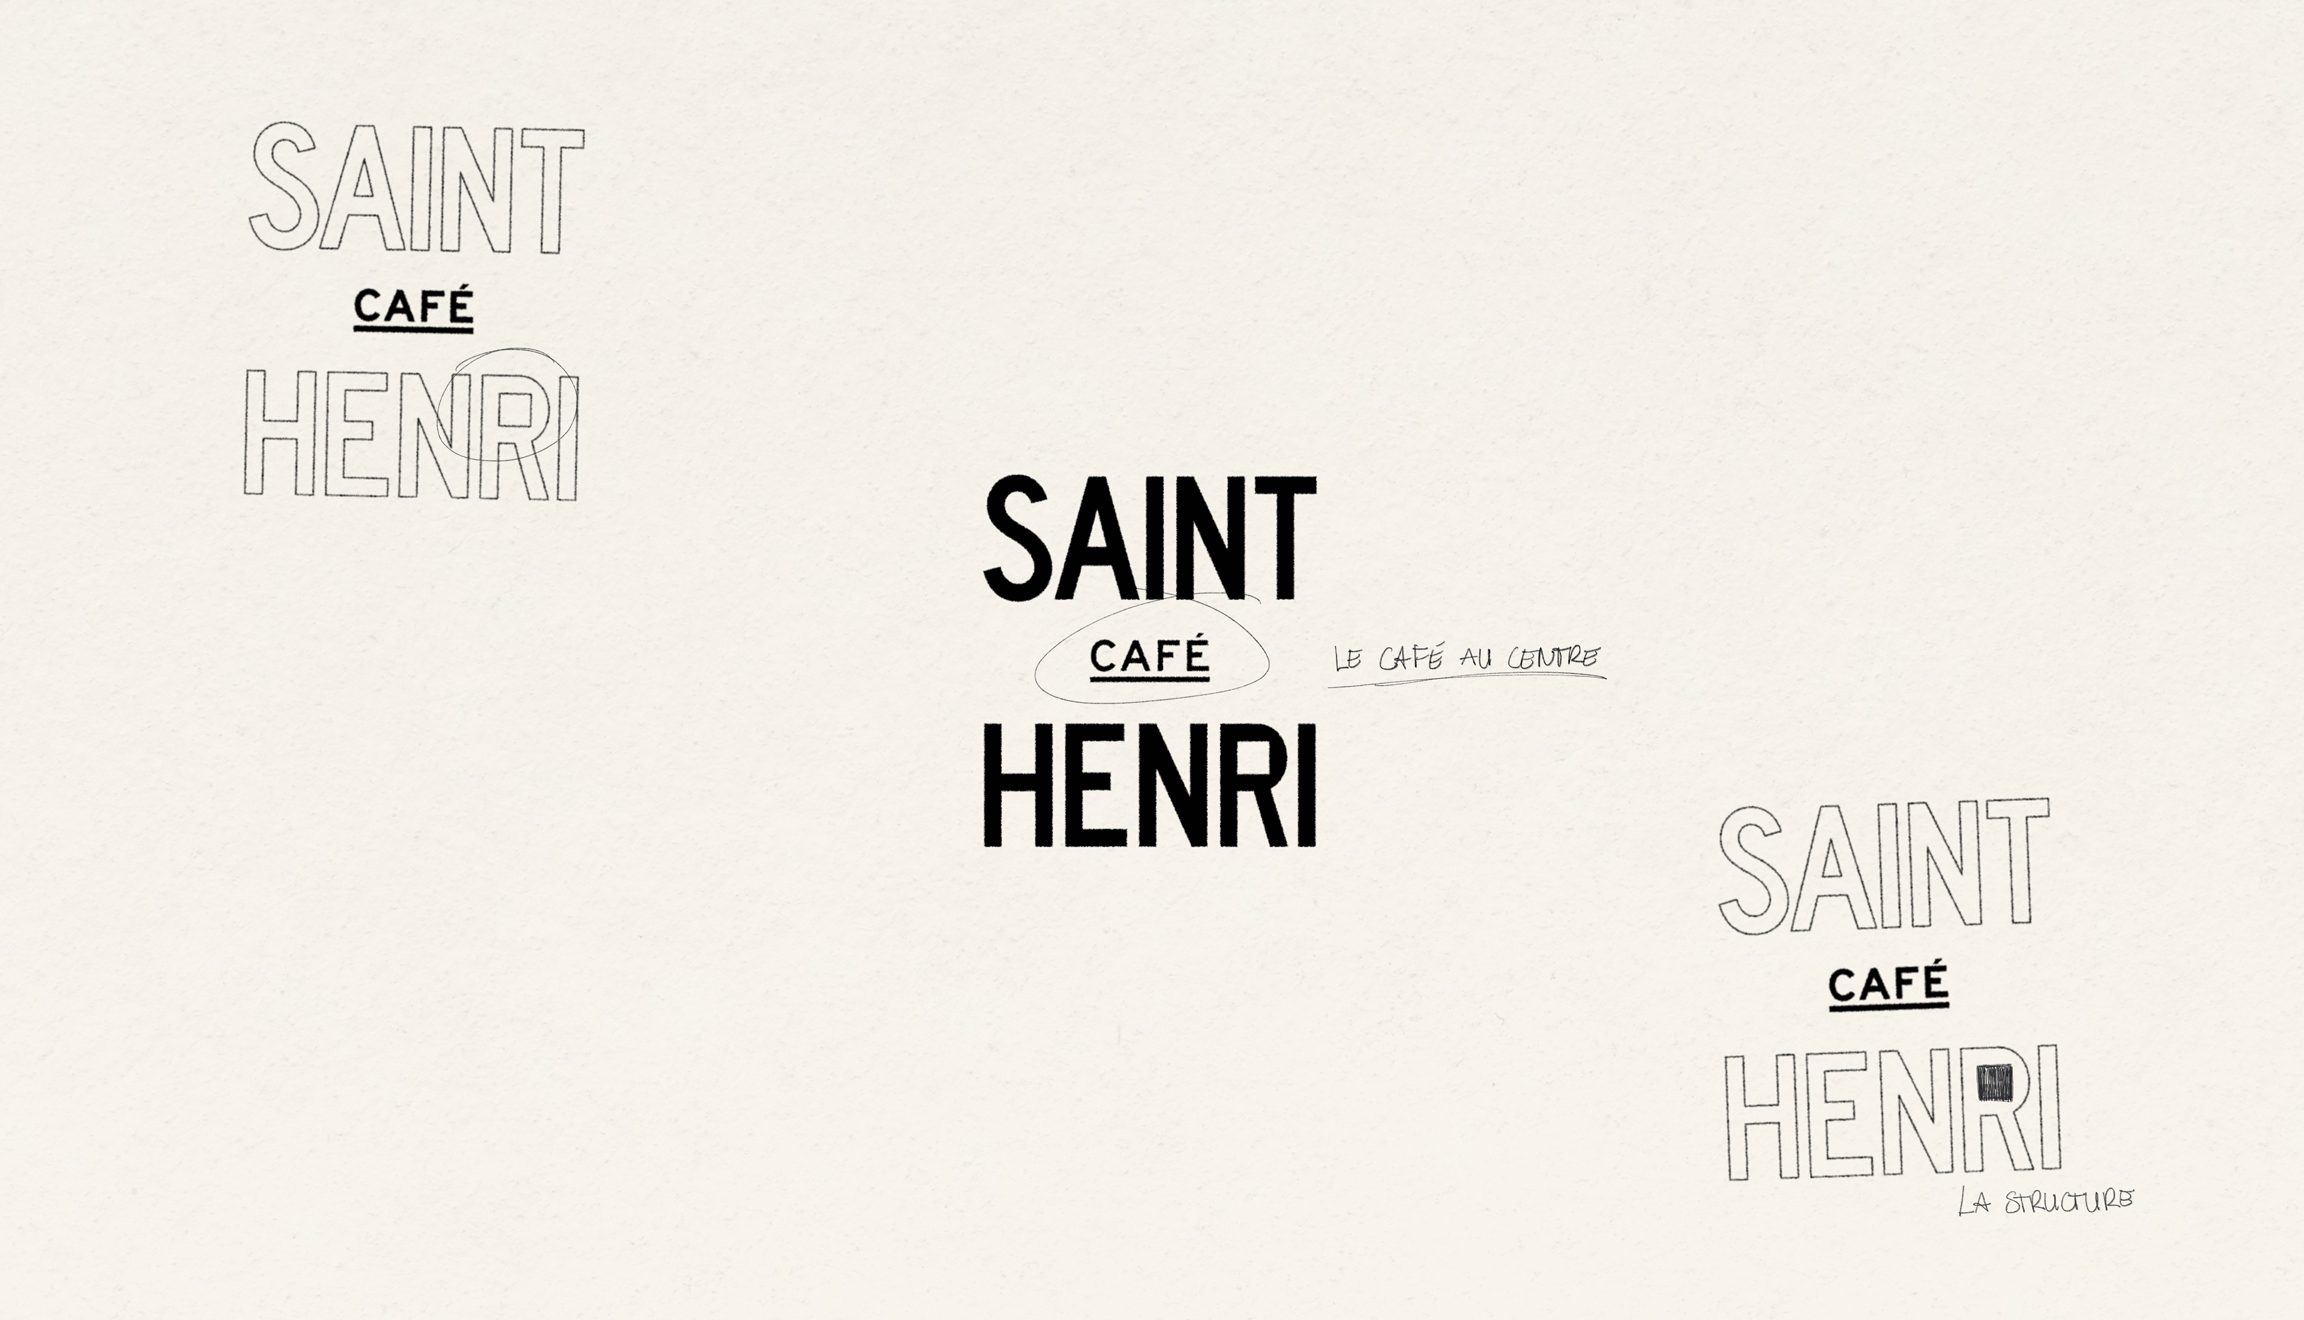 SAINT
CAFÉ
HENRI
SAINT
CAFÉ
HENRI
LE CAFÉ AU CENTRE
SAINT
CAFÉ
HENRI
LA STRUCTURE